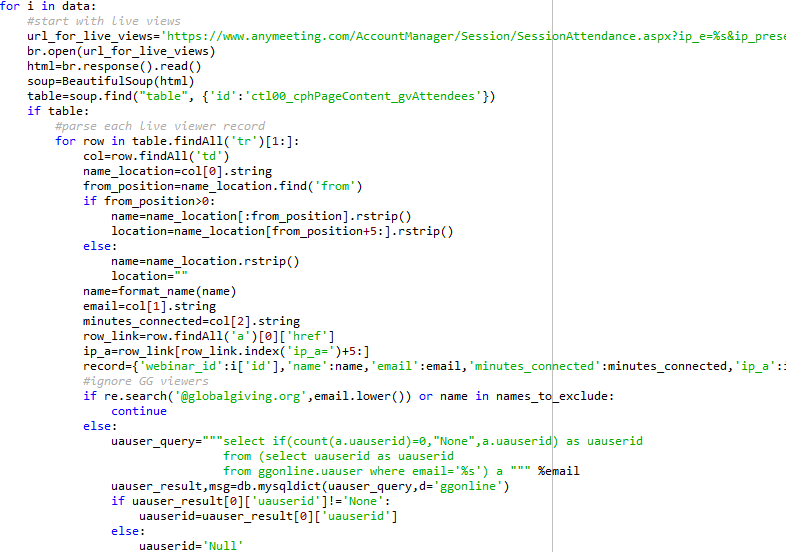 for i in data:
    #start with live views
    url_for_live_views='https://www.anymeeting.com/AccountManager/Session/SessionAttendance.aspx?ip_e=%s&ip_prese
    br.open(url_for_live_views)
    html=br.response().read()
    soup=BeautifulSoup(html)
    table=soup.find("table", {'id':'ctl00_cphPageContent_gvAttendees'})
    if table:
        #parse each live viewer record
        for row in table.findAll('tr')[1:]:
            col=row.findAll('td')
            name_location=col[0].string
            from_position=name_location.find('from')
            if from_position>0:
                name=name_location[:from_position].rstrip()
                location=name_location[from_position+5:].rstrip()
            else:
                name=name_location.rstrip()
                location=""
            name=format_name(name)
            email=col[1].string
            minutes_connected=col[2].string
            row_link=row.findAll('a')[0]['href']
            ip_a=row_link[row_link.index('ip_a=')+5:]
            record={'webinar_id':i['id'],'name':name,'email':email,'minutes_connected':minutes_connected,'ip_a':i
            #ignore GG viewers
            if re.search('@globalgiving.org',email.lower()) or name in names_to_exclude:
                continue
            else:
                uauser_query="""select if(count(a.uauserid)=0,"None",a.uauserid) as uauserid
                                from (select uauserid as uauserid
                                from ggonline.uauser where email='%s') a """ %email
                uauser_result,msg=db.mysqldict(uauser_query,d='ggonline')
                if uauser_result[0]['uauserid']!='None':
                    uauserid=uauser_result[0]['uauserid']
                else:
                    uauserid='Null'